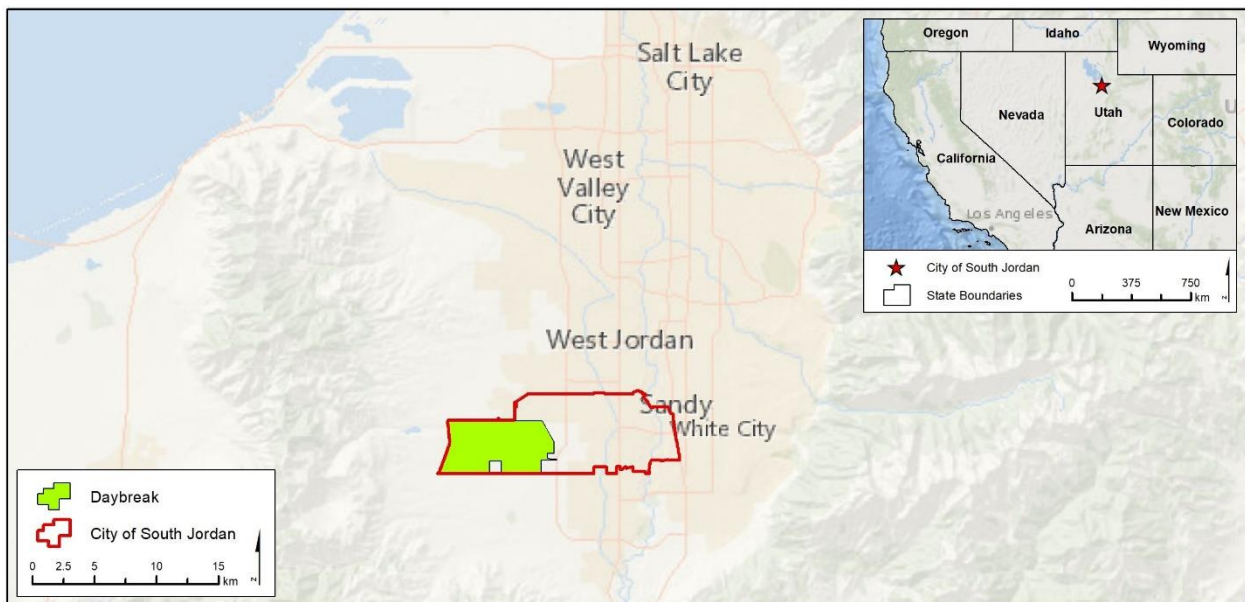 Salt Lake
City
West
Valley
City
West Jordan
Sandy
White City
Daybreak
City of South Jordan
0 2.5 5 10 15
km
N
Oregon
Idaho
Wyoming
Nevada
Utah
Colorado
California
Los Angeles
Arizona
New Mexico
U
City of South Jordan
State Boundaries
0 375 750
km
N